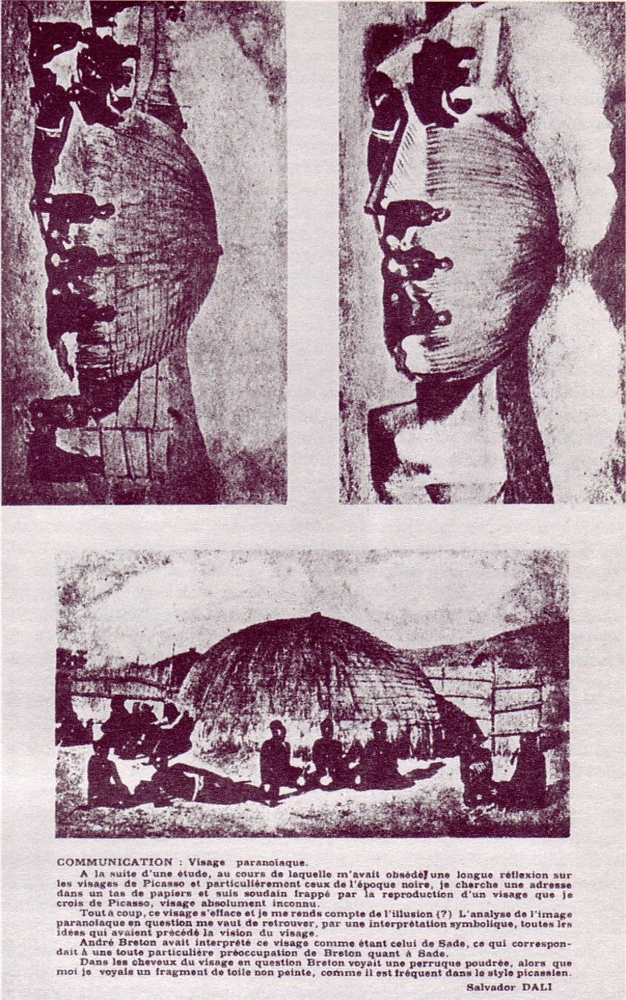 COMMUNICATION : Visage paranoïaque.
A la suite d'une étude, au cours de laquelle m'avait obsédé, une longue réflexion sur
les visages de Picasso et particulièrement ceux de l'époque noire, je cherche une adresse
dans un tas de papiers et suis soudain frappé par la reproduction d'un visage que je
crois de Picasso, visage absolument inconnu.
Tout à coup, ce visage s'efface et je me rends compte de l'illusion (?) L'analyse de l'image
paranoïaque en question me vaut de retrouver, par une interprétation symbolique, toutes les
idées qui avaient précédé la vision du visage.
André Breton avait interprété ce visage comme étant celui de Sade, ce qui correspon-
dait à une toute particulière préoccupation de Breton quant à Sade.
Dans les cheveux du visage en question Breton voyait une perruque poudrée, alors que
moi je voyais un fragment de toile non peinte, comme il est fréquent dans le style picassien.
Salvador DALI